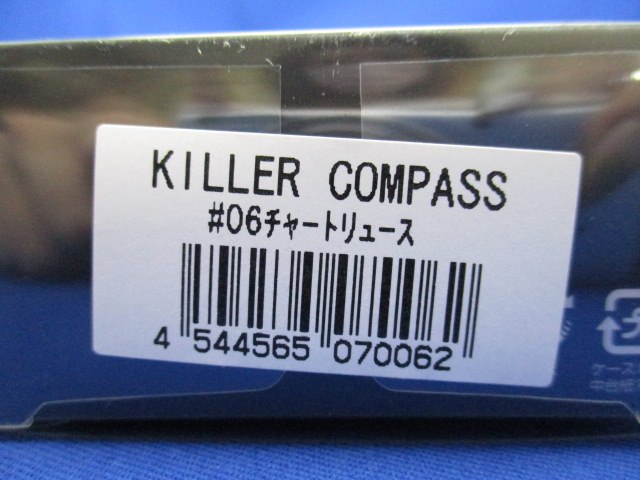 KILLER COMPASS
#06ﾁｬｰﾄﾘｭｰｽ
4 544565 070062